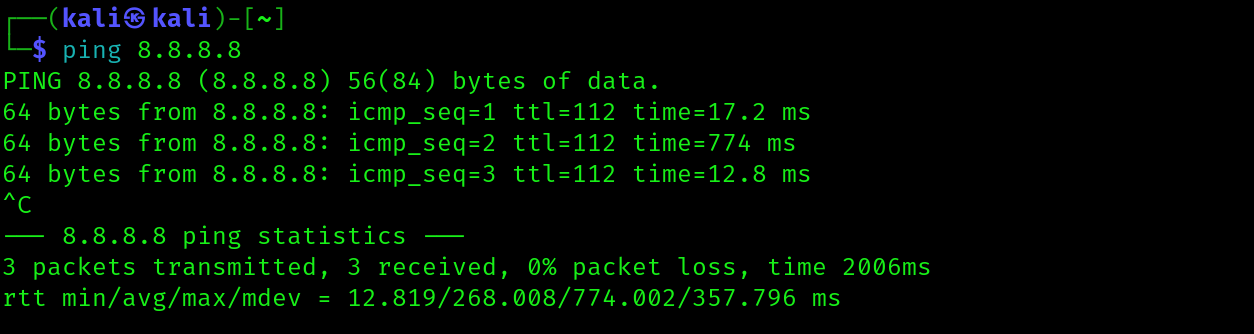 ┌──(kali㉿kali)-[~]
└─$ ping 8.8.8.8
PING 8.8.8.8 (8.8.8.8) 56(84) bytes of data.
64 bytes from 8.8.8.8: icmp_seq=1 ttl=112 time=17.2 ms
64 bytes from 8.8.8.8: icmp_seq=2 ttl=112 time=774 ms
64 bytes from 8.8.8.8: icmp_seq=3 ttl=112 time=12.8 ms
^C
--- 8.8.8.8 ping statistics ---
3 packets transmitted, 3 received, 0% packet loss, time 2006ms
rtt min/avg/max/mdev = 12.819/268.008/774.002/357.796 ms